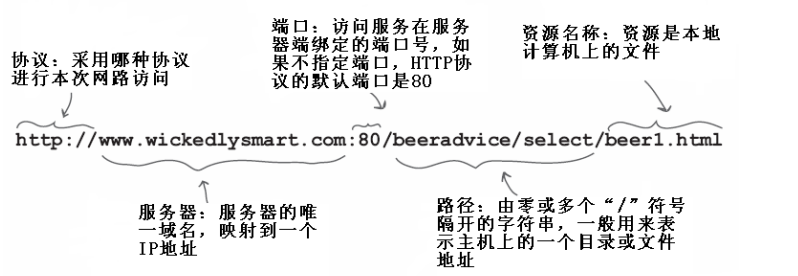 端口：访问服务在服务
器端绑定的端口号，如
果不指定端口，HTTP协
议的默认端口是80
资源名称：资源是本地
计算机上的文件
协议：采用哪种协议
进行本次网路访问
http://www.wickedlysmart.com:80/beeradvice/select/beer1.html
服务器：服务器的唯
一域名，映射到一个
IP地址
路径：由零或多个“/”符号
隔开的字符串，一般用来表
示主机上的一个目录或文件
地址